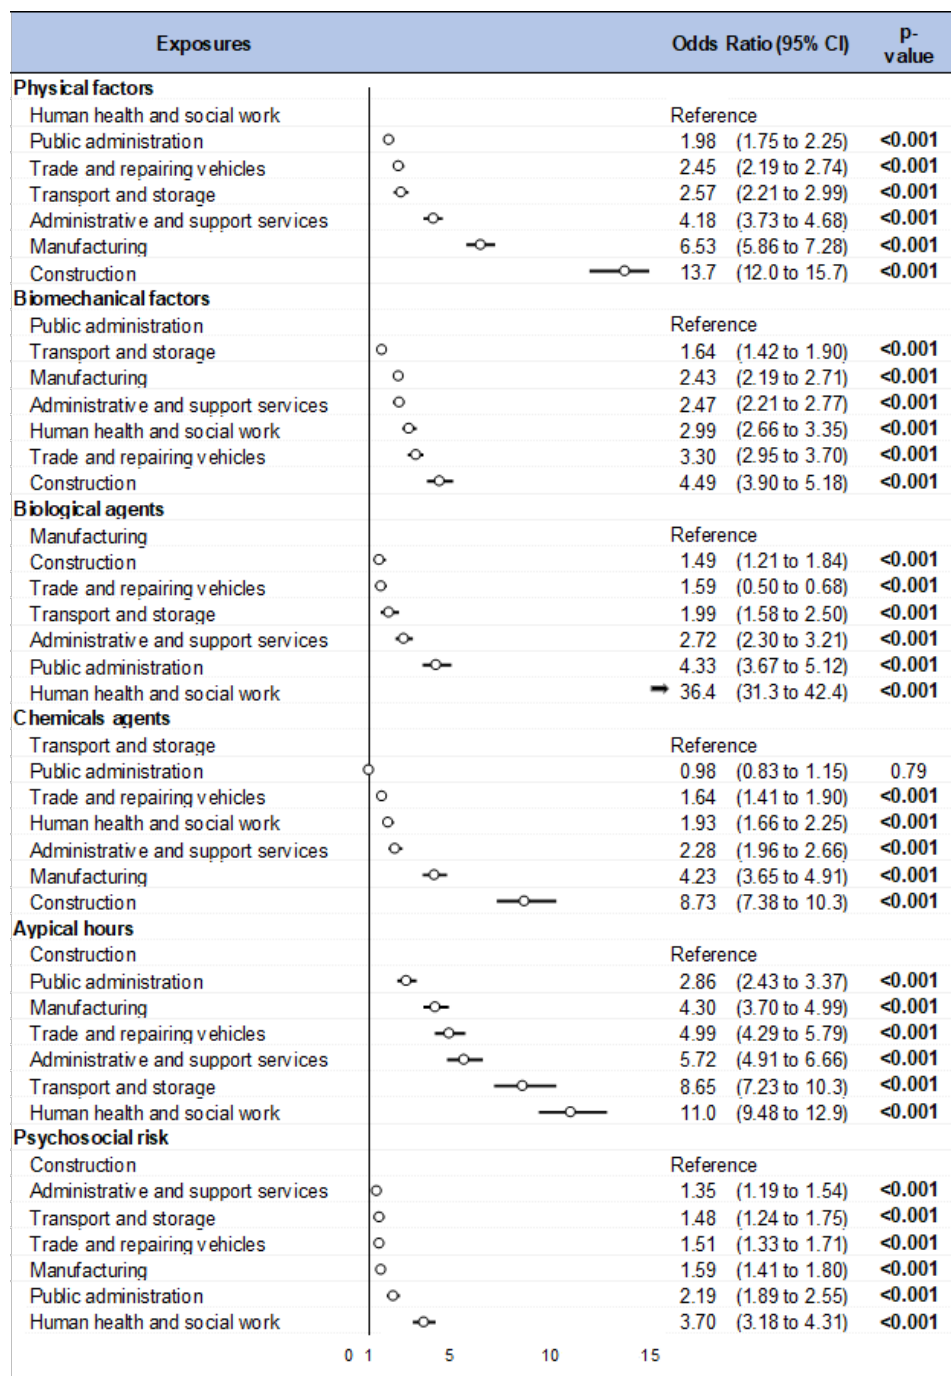 Exposures Odds Ratio (95% CI) p-value
Physical factors
Human health and social work Reference
Public administration 1.98 (1.75 to 2.25) <0.001
Trade and repairing vehicles 2.45 (2.19 to 2.74) <0.001
Transport and storage 2.57 (2.21 to 2.99) <0.001
Administrative and support services 4.18 (3.73 to 4.68) <0.001
Manufacturing 6.53 (5.86 to 7.28) <0.001
Construction 13.7 (12.0 to 15.7) <0.001
Biomechanical factors
Public administration Reference
Transport and storage 1.64 (1.42 to 1.90) <0.001
Manufacturing 2.43 (2.19 to 2.71) <0.001
Administrative and support services 2.47 (2.21 to 2.77) <0.001
Human health and social work 2.99 (2.66 to 3.35) <0.001
Trade and repairing vehicles 3.30 (2.95 to 3.70) <0.001
Construction 4.49 (3.90 to 5.18) <0.001
Biological agents
Manufacturing Reference
Construction 1.49 (1.21 to 1.84) <0.001
Trade and repairing vehicles 1.59 (0.50 to 0.68) <0.001
Transport and storage 1.99 (1.58 to 2.50) <0.001
Administrative and support services 2.72 (2.30 to 3.21) <0.001
Public administration 4.33 (3.67 to 5.12) <0.001
Human health and social work 36.4 (31.3 to 42.4) <0.001
Chemicals agents
Transport and storage Reference
Public administration 0.98 (0.83 to 1.15) 0.79
Trade and repairing vehicles 1.64 (1.41 to 1.90) <0.001
Human health and social work 1.93 (1.66 to 2.25) <0.001
Administrative and support services 2.28 (1.96 to 2.66) <0.001
Manufacturing 4.23 (3.65 to 4.91) <0.001
Construction 8.73 (7.38 to 10.3) <0.001
Aypical hours
Construction Reference
Public administration 2.86 (2.43 to 3.37) <0.001
Manufacturing 4.30 (3.70 to 4.99) <0.001
Trade and repairing vehicles 4.99 (4.29 to 5.79) <0.001
Administrative and support services 5.72 (4.91 to 6.66) <0.001
Transport and storage 8.65 (7.23 to 10.3) <0.001
Human health and social work 11.0 (9.48 to 12.9) <0.001
Psychosocial risk
Construction Reference
Administrative and support services 1.35 (1.19 to 1.54) <0.001
Transport and storage 1.48 (1.24 to 1.75) <0.001
Trade and repairing vehicles 1.51 (1.33 to 1.71) <0.001
Manufacturing 1.59 (1.41 to 1.80) <0.001
Public administration 2.19 (1.89 to 2.55) <0.001
Human health and social work 3.70 (3.18 to 4.31) <0.001
0 1 5 10 15